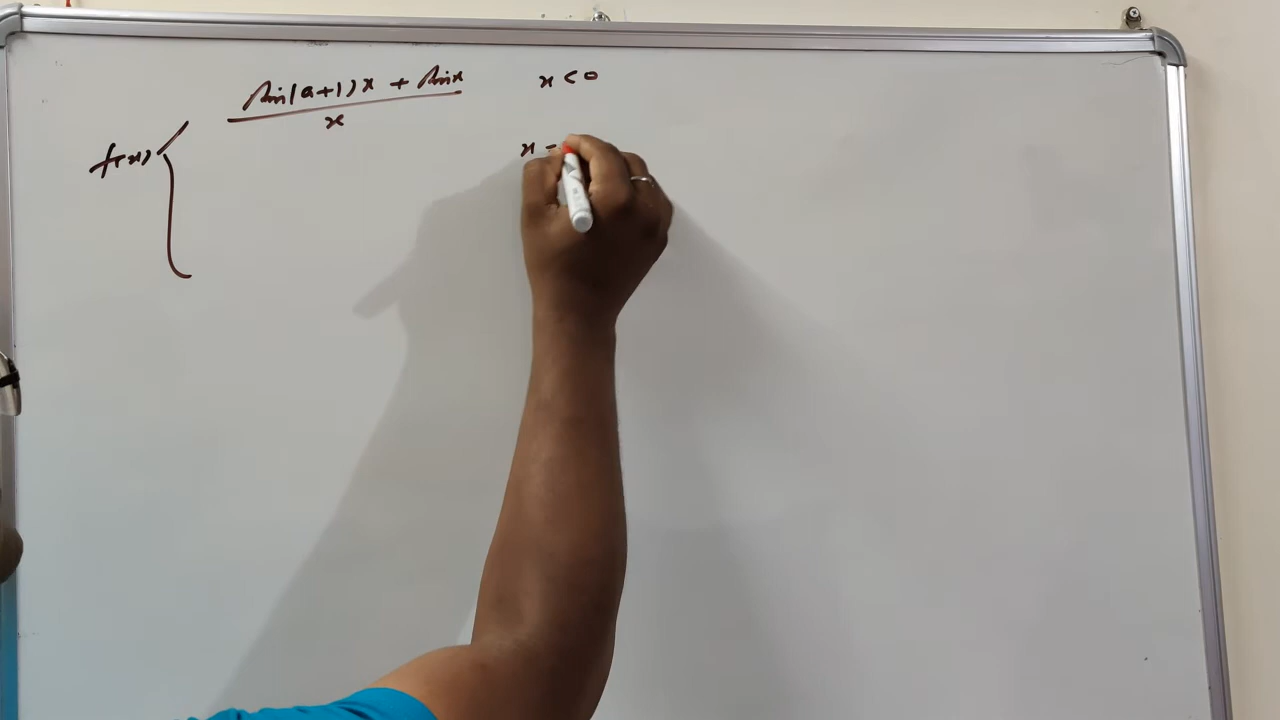 sin(a+1)x + sinx x < 0
x
f(x)
x =